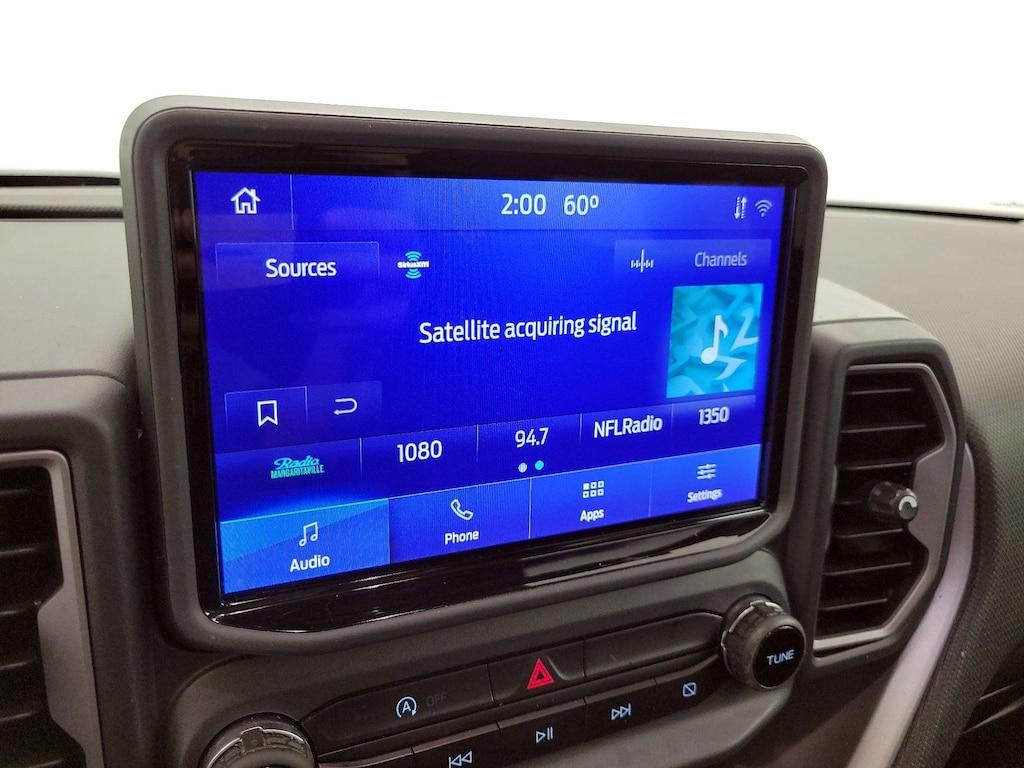 2:00 60º
Sources
SiriusXM
Channels
Satellite acquiring signal
Radio
MARGARITAVILLE
1080
94.7
NFLRadio
1350
Audio
Phone
Apps
Settings
A OFF
TUNE